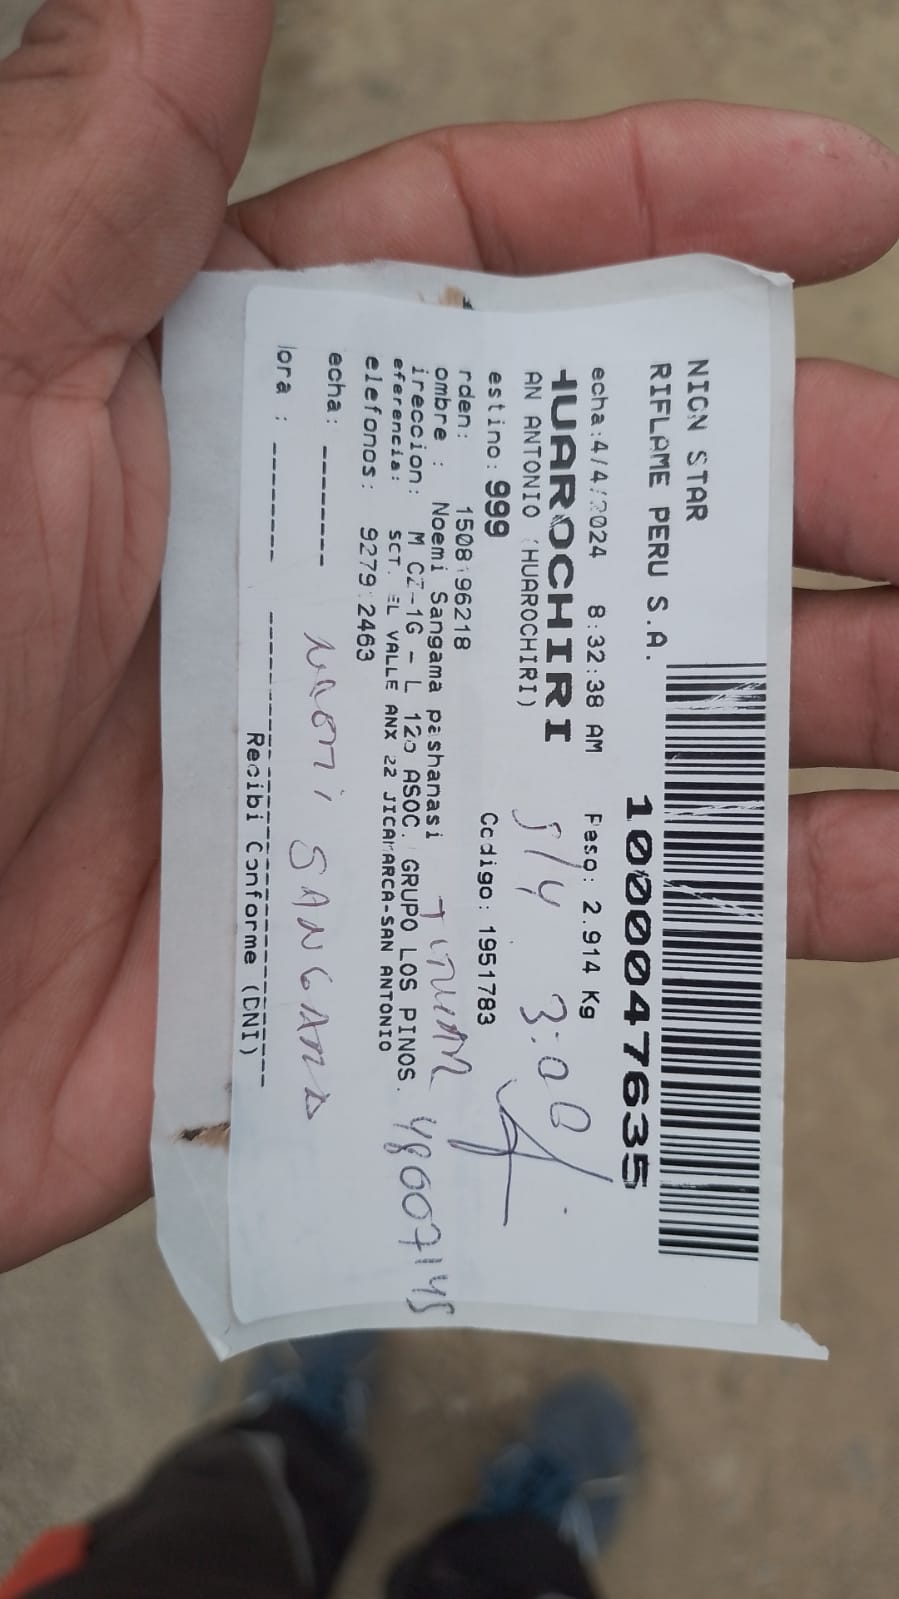 NION STAR
RIFLAME PERU S.A.
1000047635
echa:4/4/2024 8:32:38 AM Peso: 2.914 Kg
HUAROCHIRI
AN ANTONIO (HUAROCHIRI) 5/4 3:00
estino: 999 Codigo: 1951783
rden: 1508196218
ombre : Noemi Sangama pashanasi TITULAR
ireccion: M CZ-1G - L 12 ASOC. GRUPO LOS PINOS. 48007145
eferencia: SCT. EL VALLE ANX 22 JICAMARCA-SAN ANTONIO
elefonos: 9279 2463
echa: -------
NAOMI SANGAMA
lora : --------
Recibi Conforme (DNI)